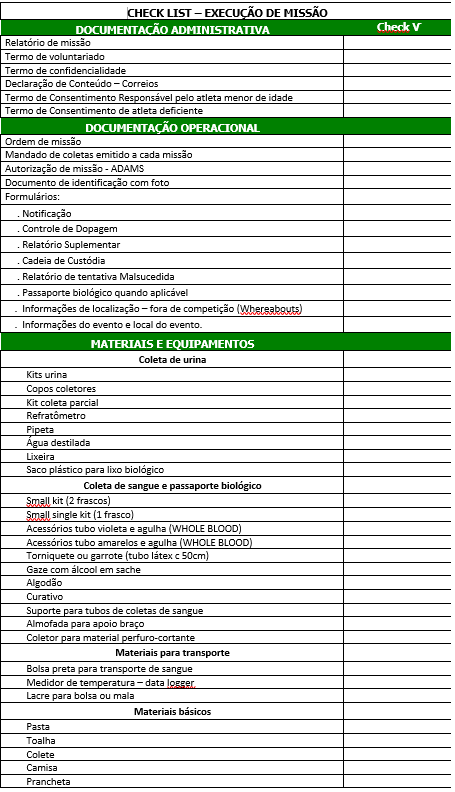 CHECK LIST – EXECUÇÃO DE MISSÃO
DOCUMENTAÇÃO ADMINISTRATIVA Check V
Relatório de missão
Termo de voluntariado
Termo de confidencialidade
Declaração de Conteúdo – Correios
Termo de Consentimento Responsável pelo atleta menor de idade
Termo de Consentimento de atleta deficiente
DOCUMENTAÇÃO OPERACIONAL
Ordem de missão
Mandado de coletas emitido a cada missão
Autorização de missão - ADAMS
Documento de identificação com foto
Formulários:
. Notificação
. Controle de Dopagem
. Relatório Suplementar
. Cadeia de Custódia
. Relatório de tentativa Malsucedida
. Passaporte biológico quando aplicável
. Informações de localização – fora de competição (Whereabouts)
. Informações do evento e local do evento.
MATERIAIS E EQUIPAMENTOS
Coleta de urina
Kits urina
Copos coletores
Kit coleta parcial
Refratômetro
Pipeta
Água destilada
Lixeira
Saco plástico para lixo biológico
Coleta de sangue e passaporte biológico
Small kit (2 frascos)
Small single kit (1 frasco)
Acessórios tubo violeta e agulha (WHOLE BLOOD)
Acessórios tubo amarelos e agulha (WHOLE BLOOD)
Torniquete ou garrote (tubo látex c 50cm)
Gaze com álcool em sache
Algodão
Curativo
Suporte para tubos de coletas de sangue
Almofada para apoio braço
Coletor para material perfuro-cortante
Materiais para transporte
Bolsa preta para transporte de sangue
Medidor de temperatura – data logger
Lacre para bolsa ou mala
Materiais básicos
Pasta
Toalha
Colete
Camisa
Prancheta